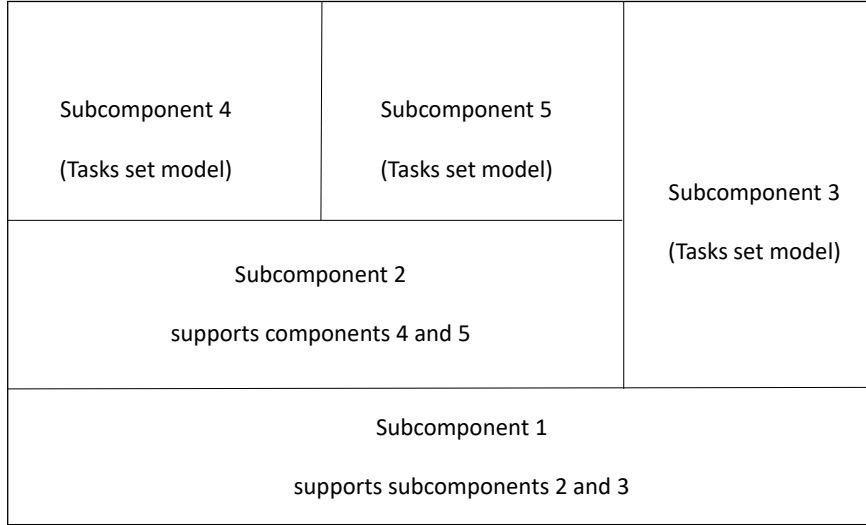 Subcomponent 4
(Tasks set model)
Subcomponent 5
(Tasks set model)
Subcomponent 3
(Tasks set model)
Subcomponent 2
supports components 4 and 5
Subcomponent 1
supports subcomponents 2 and 3